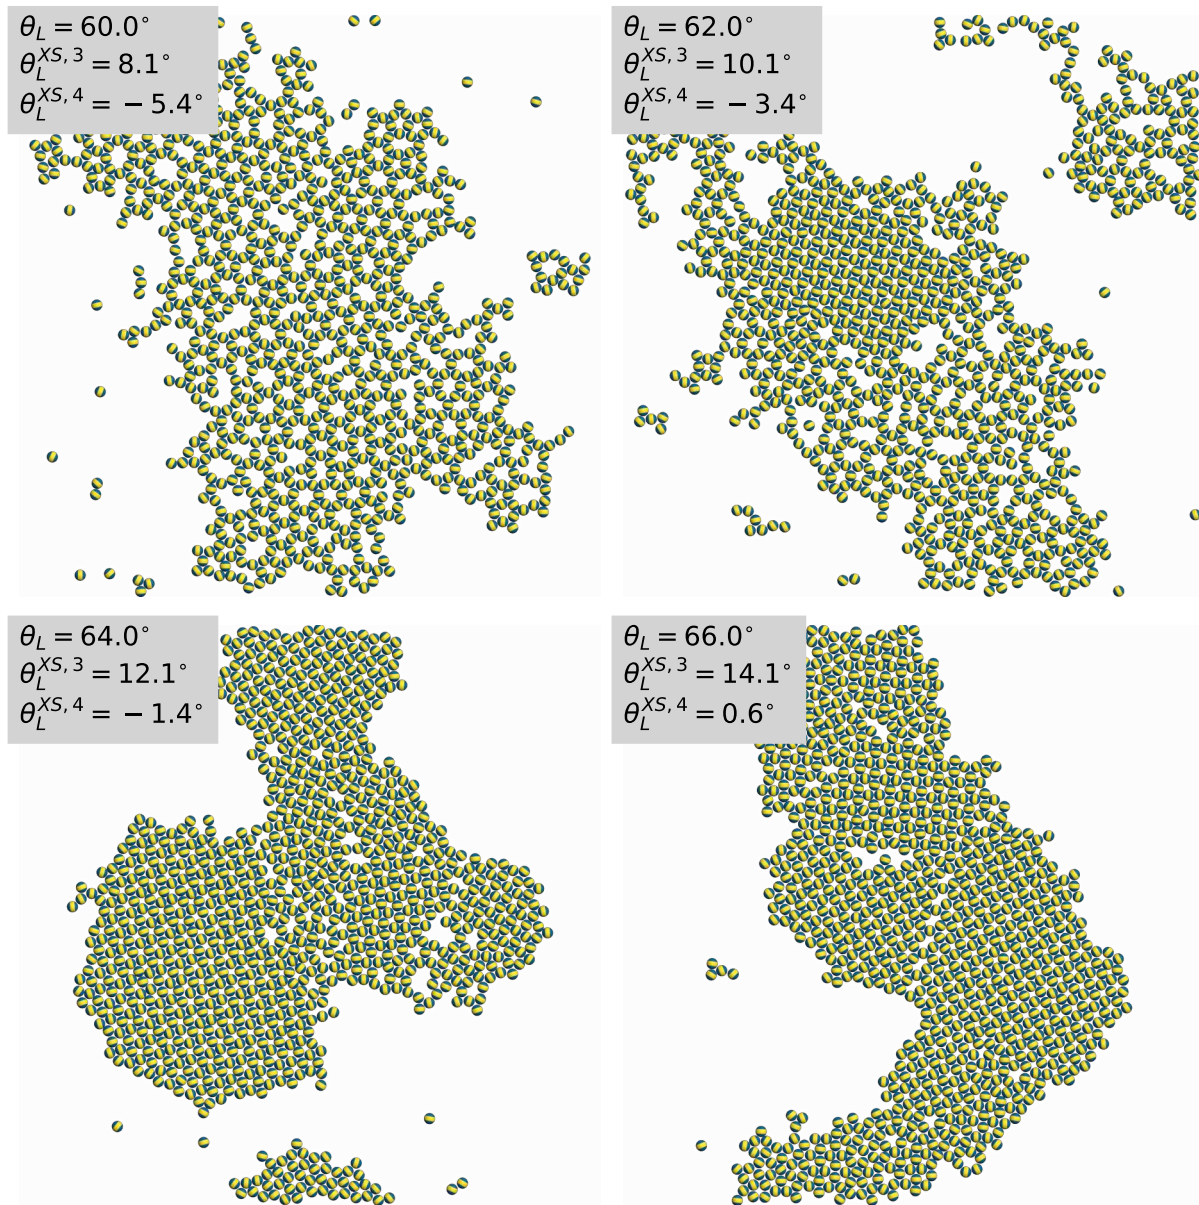 θ_L = 60.0°
θ_L^{XS, 3} = 8.1°
θ_L^{XS, 4} = − 5.4°
θ_L = 62.0°
θ_L^{XS, 3} = 10.1°
θ_L^{XS, 4} = − 3.4°
θ_L = 64.0°
θ_L^{XS, 3} = 12.1°
θ_L^{XS, 4} = − 1.4°
θ_L = 66.0°
θ_L^{XS, 3} = 14.1°
θ_L^{XS, 4} = 0.6°